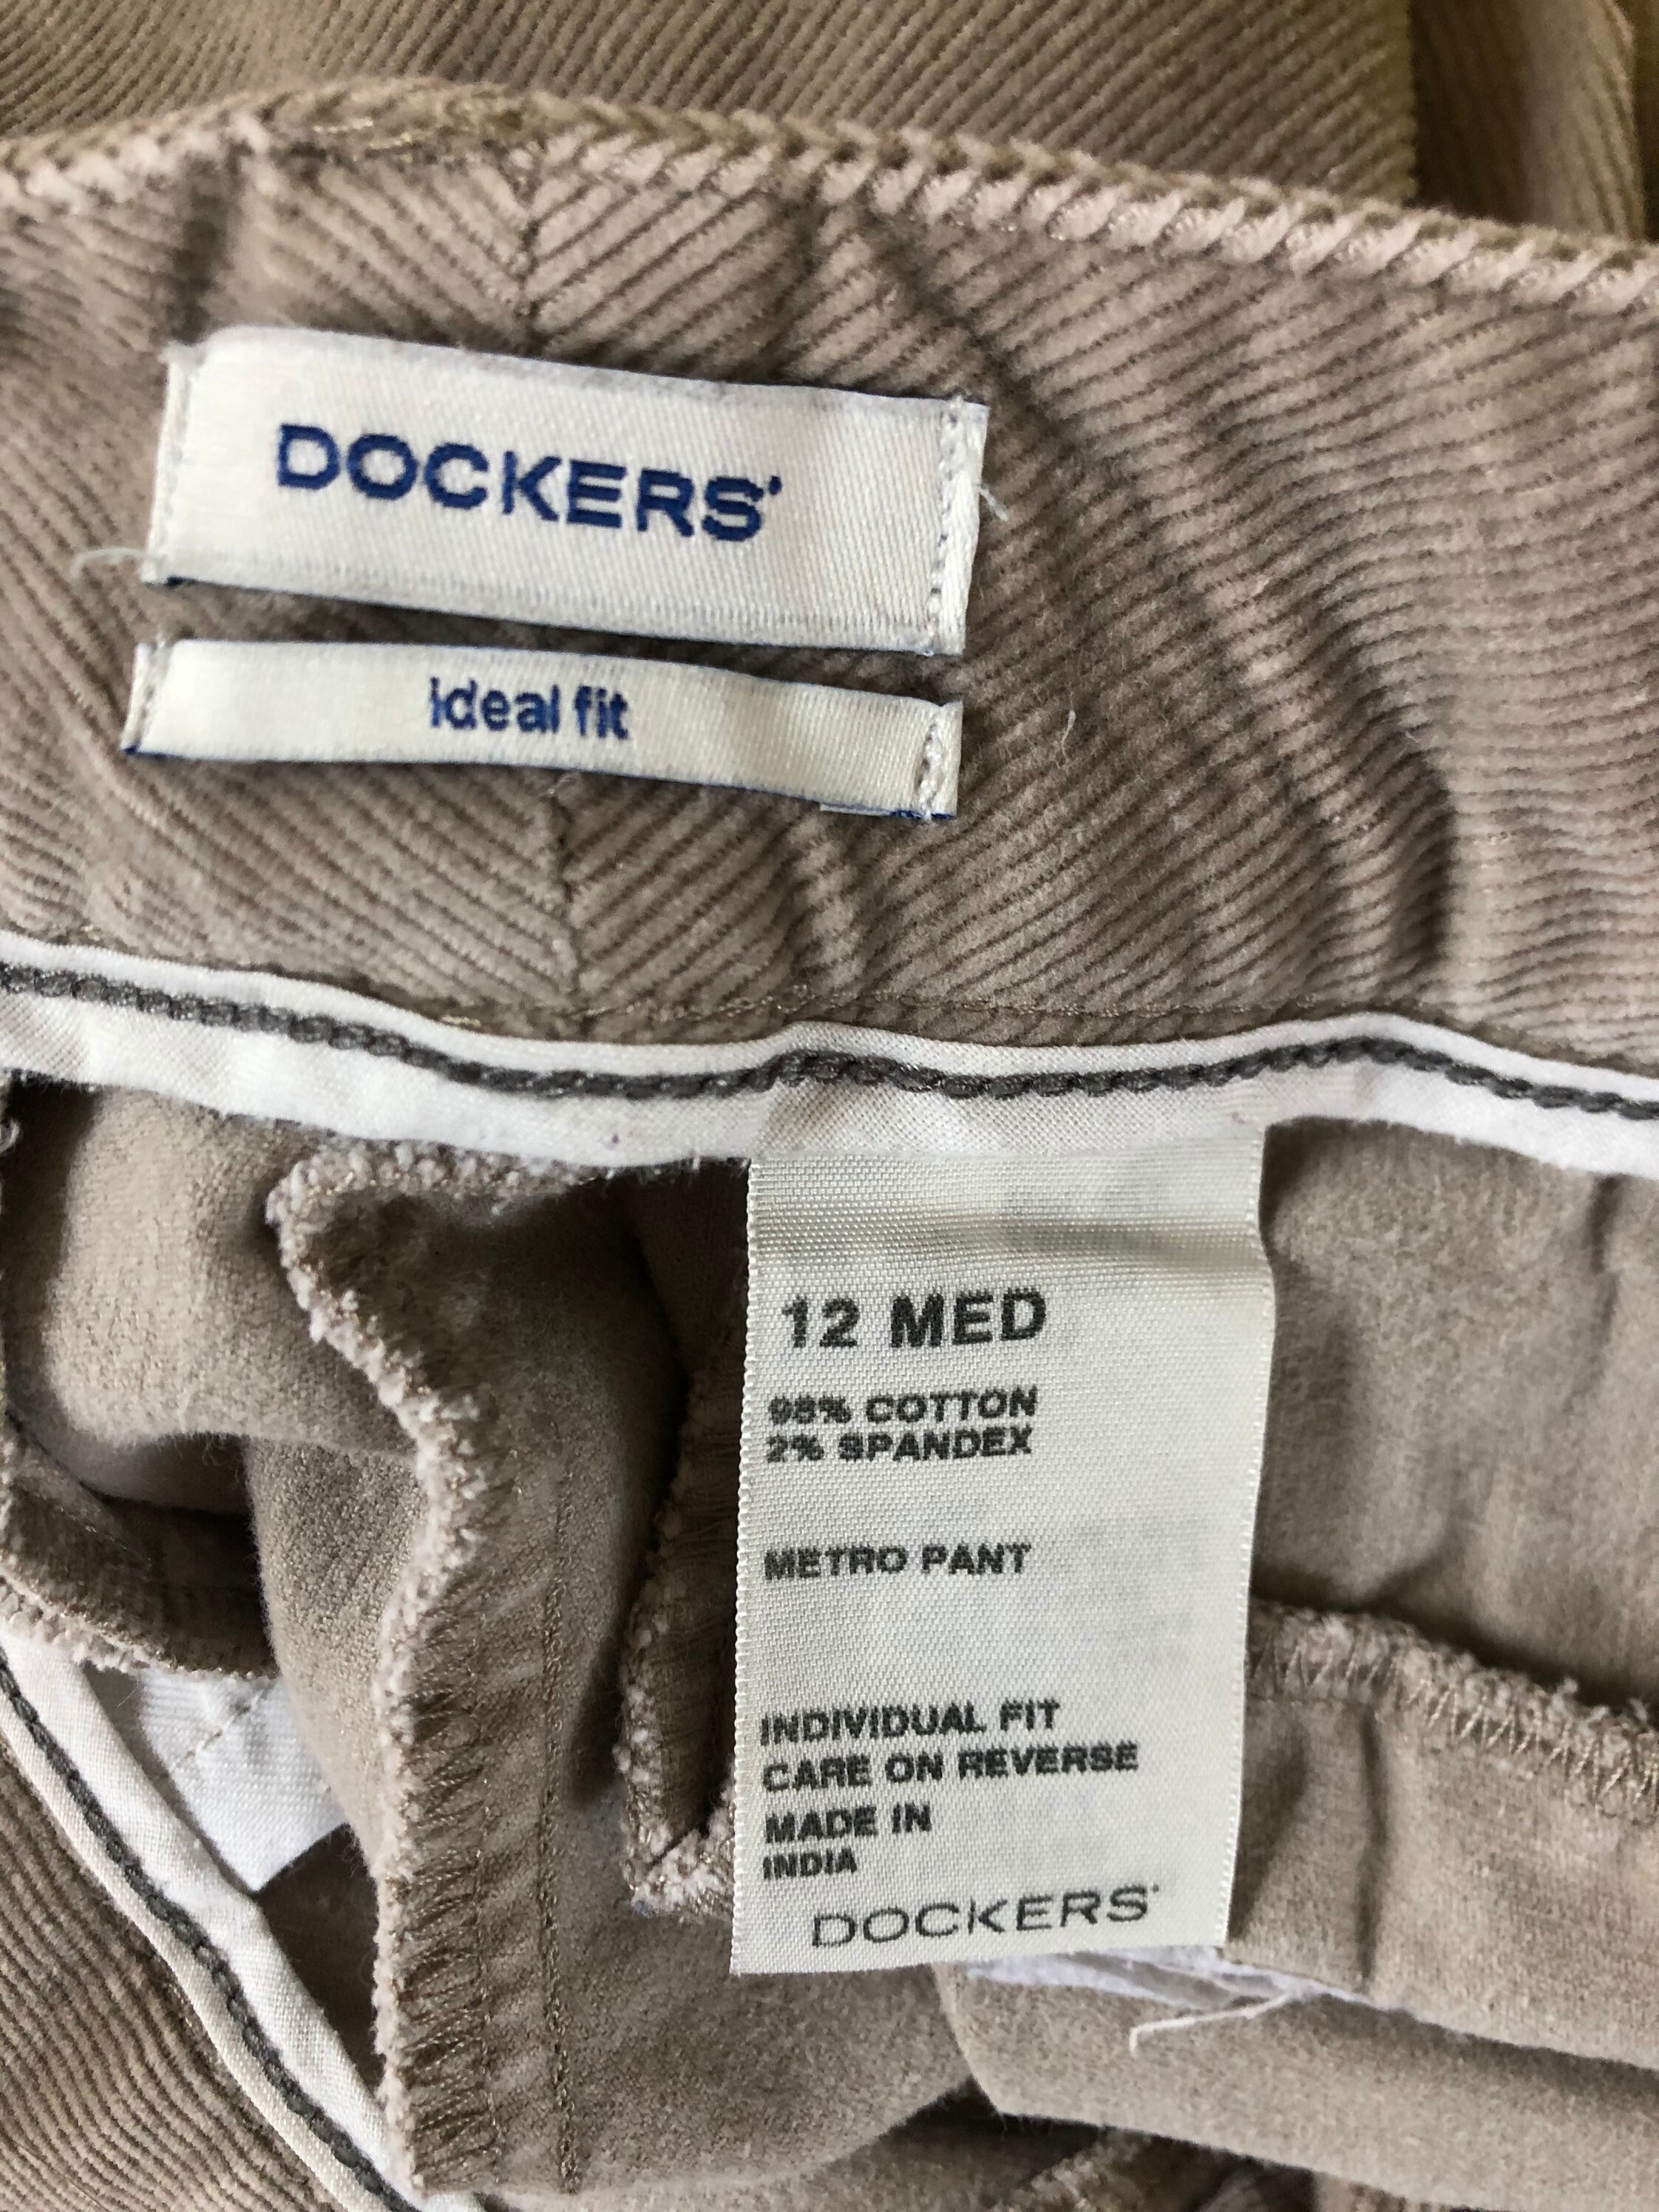 DOCKERS®
ideal fit
12 MED
98% COTTON
2% SPANDEX
METRO PANT
INDIVIDUAL FIT
CARE ON REVERSE
MADE IN
INDIA
DOCKERS®